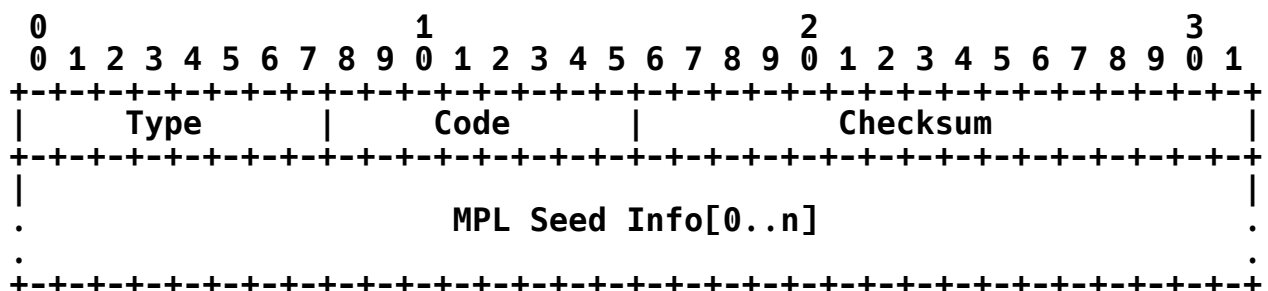 0                   1                   2                   3
 0 1 2 3 4 5 6 7 8 9 0 1 2 3 4 5 6 7 8 9 0 1 2 3 4 5 6 7 8 9 0 1
+-+-+-+-+-+-+-+-+-+-+-+-+-+-+-+-+-+-+-+-+-+-+-+-+-+-+-+-+-+-+-+-+
|     Type      |     Code      |          Checksum             |
+-+-+-+-+-+-+-+-+-+-+-+-+-+-+-+-+-+-+-+-+-+-+-+-+-+-+-+-+-+-+-+-+
|                                                               |
.                      MPL Seed Info[0..n]                      .
.                                                               .
+-+-+-+-+-+-+-+-+-+-+-+-+-+-+-+-+-+-+-+-+-+-+-+-+-+-+-+-+-+-+-+-+